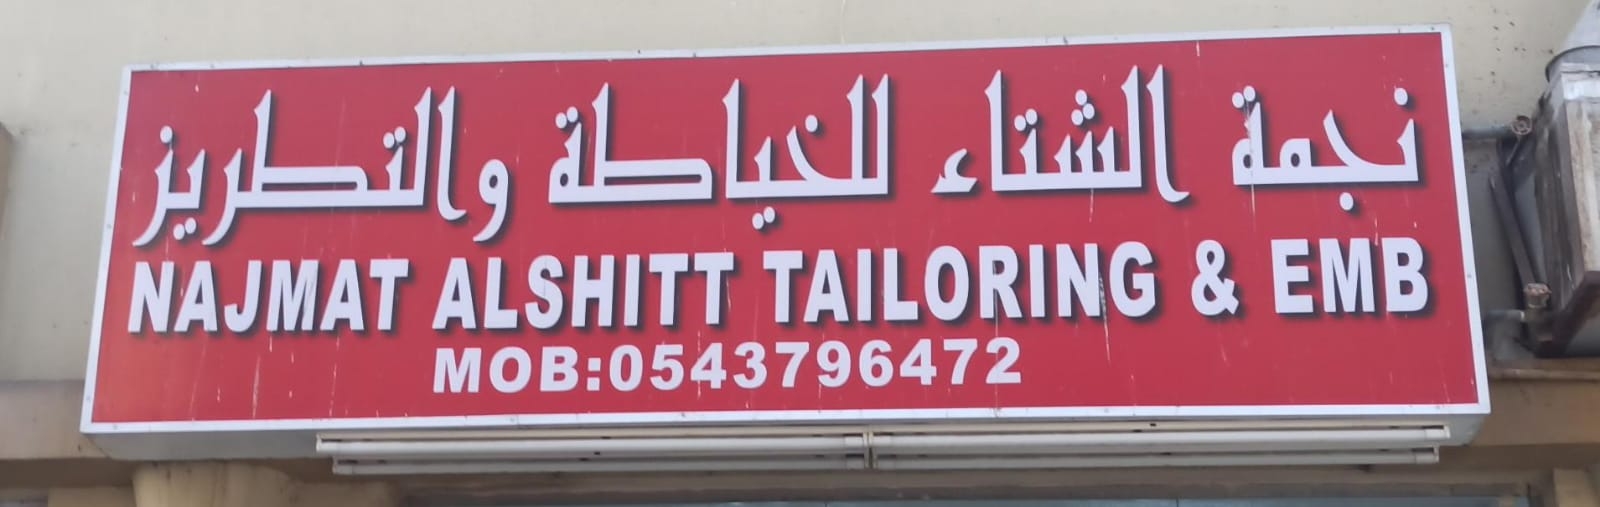 نجمة الشتاء للخياطة والتطريز
NAJMAT ALSHITT TAILORING & EMB
MOB:0543796472